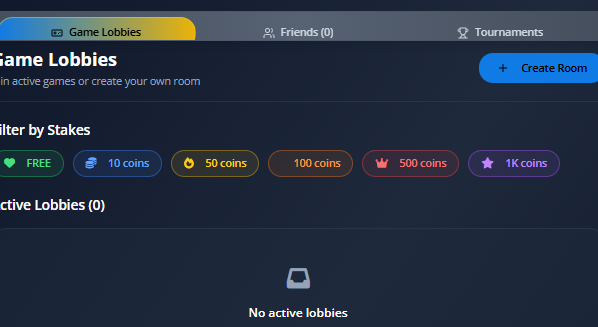 Game Lobbies
Friends (0)
Tournaments
Game Lobbies
in active games or create your own room
Create Room
ilter by Stakes
FREE
10 coins
50 coins
100 coins
500 coins
1K coins
ctive Lobbies (0)
No active lobbies